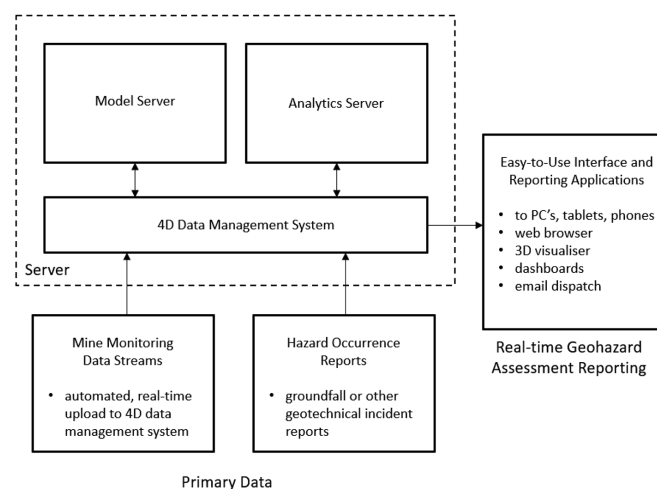 Model Server
Analytics Server
4D Data Management System
Server
Mine Monitoring
Data Streams
• automated, real-time
upload to 4D data
management system
Hazard Occurrence
Reports
• groundfall or other
geotechnical incident
reports
Primary Data
Easy-to-Use Interface and
Reporting Applications
• to PC's, tablets, phones
• web browser
• 3D visualiser
• dashboards
• email dispatch
Real-time Geohazard
Assessment Reporting